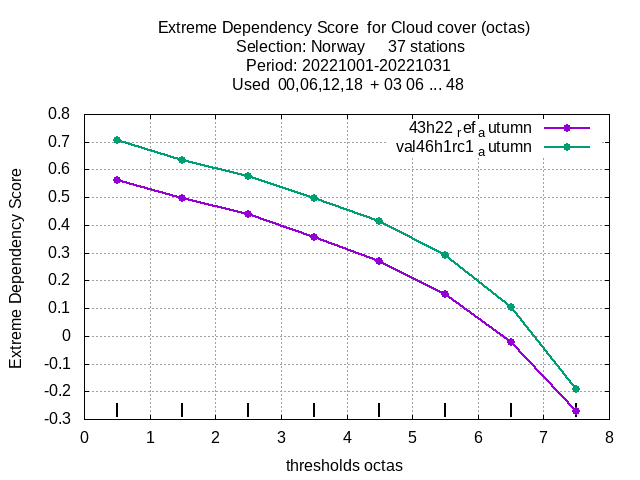 Extreme Dependency Score  for Cloud cover (octas)
Selection: Norway     37 stations
Period: 20221001-20221031
Used  00,06,12,18  + 03 06 ... 48
43h22 ref a utumn
val46h1rc1 a utumn
Extreme Dependency Score
0.8
0.7
0.6
0.5
0.4
0.3
0.2
0.1
0
-0.1
-0.2
-0.3
0 1 2 3 4 5 6 7 8
thresholds octas